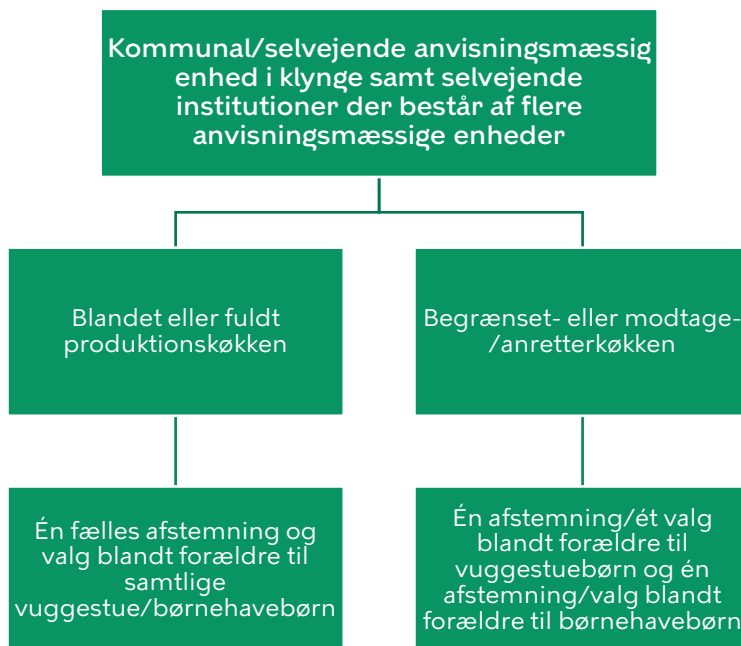 Kommunal/selvejende anvisningsmæssig
enhed i klynge samt selvejende
institutioner der består af flere
anvisningsmæssige enheder
Blandet eller fuldt
produktionskøkken
Begrænset- eller modtage-
/anretterkøkken
Én fælles afstemning og
valg blandt forældre til
samtlige
vuggestue/børnehavebørn
Én afstemning/ét valg
blandt forældre til
vuggestuebørn og én
afstemning/valg blandt
forældre til børnehavebørn